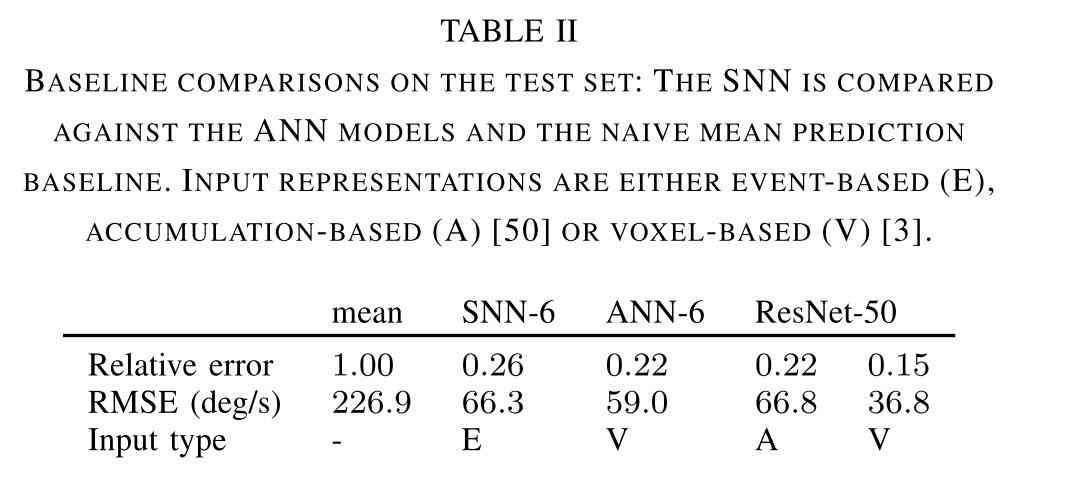 TABLE II
BASELINE COMPARISONS ON THE TEST SET: THE SNN IS COMPARED
AGAINST THE ANN MODELS AND THE NAIVE MEAN PREDICTION
BASELINE. INPUT REPRESENTATIONS ARE EITHER EVENT-BASED (E),
ACCUMULATION-BASED (A) [50] OR VOXEL-BASED (V) [3].
mean SNN-6 ANN-6 ResNet-50
Relative error 1.00 0.26 0.22 0.22 0.15
RMSE (deg/s) 226.9 66.3 59.0 66.8 36.8
Input type - E V A V